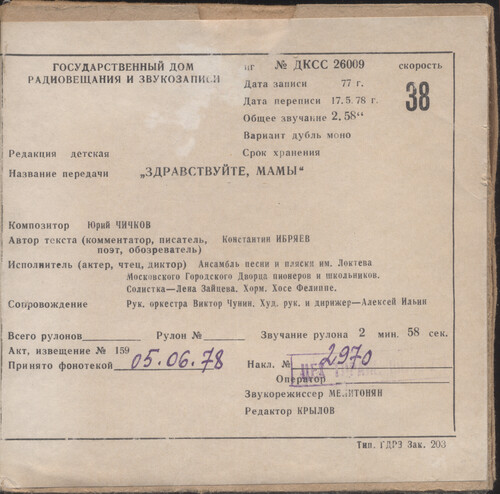 ГОСУДАРСТВЕННЫЙ ДОМ
РАДИОВЕЩАНИЯ И ЗВУКОЗАПИСИ
нг № ДКСС 26009 скорость
38
Дата записи 77 г.
Дата переписи 17.5.78 г.
Общее звучание 2.58"
Вариант дубль моно
Редакция детская Срок хранения
Название передачи „ЗДРАВСТВУЙТЕ, МАМЫ"
Композитор Юрий ЧИЧКОВ
Автор текста (комментатор, писатель, Константин ИБРЯЕВ
поэт, обозреватель)
Исполнитель (актер, чтец, диктор) Ансамбль песни и пляски им. Локтева
Московского Городского Дворца пионеров и школьников.
Солистка—Лена Зайцева. Хорм. Хосе Фелиппе.
Сопровождение Рук. оркестра Виктор Чунин. Худ. рук. и дирижер—Алексей Ильин
Всего рулонов Рулон № Звучание рулона 2 мин. 58 сек.
Акт, извещение № 159
Принято фонотекой 05.06.78 Накл. № 2970
ЦЕХ
Оператор
Звукорежиссер МЕЛИТОНЯН
Редактор КРЫЛОВ
Тип. ГДРЗ Зак. 203